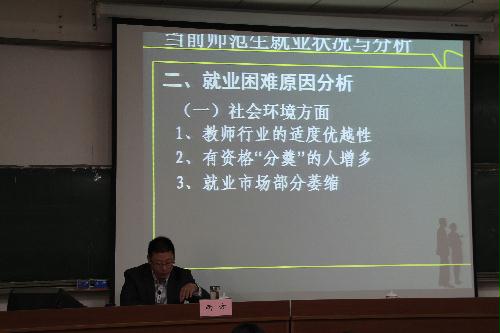 当前师范生就业状况与分析
二、就业困难原因分析
（一）社会环境方面
1、教师行业的适度优越性
2、有资格“分羹”的人增多
3、就业市场部分萎缩